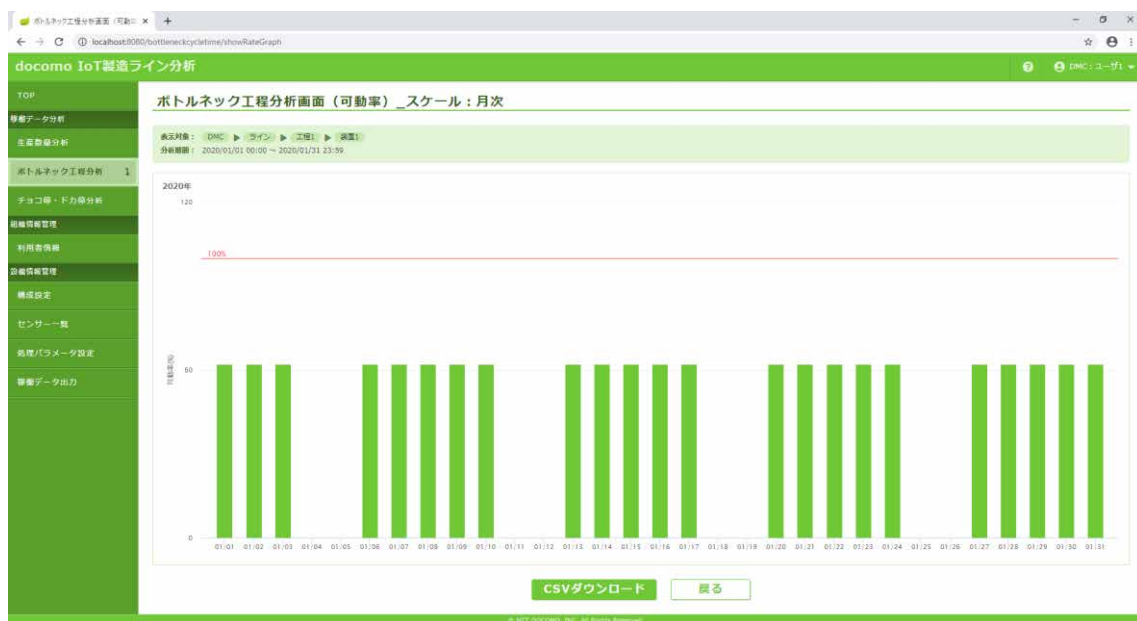 ボトルネック工程分析画面（可動率
localhost:8080/bottleneckcycletime/showRateGraph
docomo IoT製造ライン分析
DMC：ユーザ1
TOP
稼働データ分析
生産数量分析
ボトルネック工程分析 1
チョコ停・ドカ停分析
組織情報管理
利用者情報
設備情報管理
構成設定
センサー一覧
処理パラメータ設定
稼働データ出力
ボトルネック工程分析画面（可動率）_スケール：月次
表示対象： DMC ▶ ライン ▶ 工程1 ▶ 装置1
分析期間： 2020/01/01 00:00 ～ 2020/01/31 23:59
2020年
120
100%
可動率(%)
60
0
01/01 01/02 01/03 01/04 01/05 01/06 01/07 01/08 01/09 01/10 01/11 01/12 01/13 01/14 01/15 01/16 01/17 01/18 01/19 01/20 01/21 01/22 01/23 01/24 01/25 01/26 01/27 01/28 01/29 01/30 01/31
CSVダウンロード 戻る
© NTT DOCOMO, INC. All Rights Reserved.